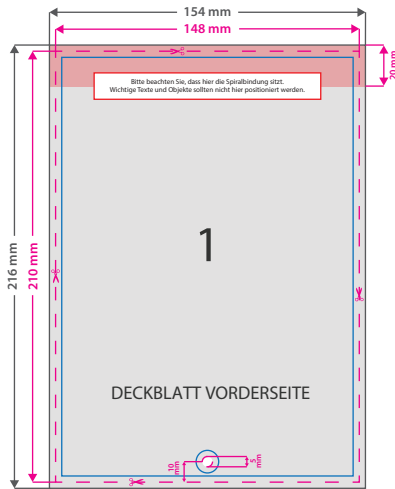 154 mm
148 mm
20 mm
Bitte beachten Sie, dass hier die Spiralbindung sitzt.
Wichtige Texte und Objekte sollten nicht hier positioniert werden.
216 mm
210 mm
1
DECKBLATT VORDERSEITE
10
mm
5
mm